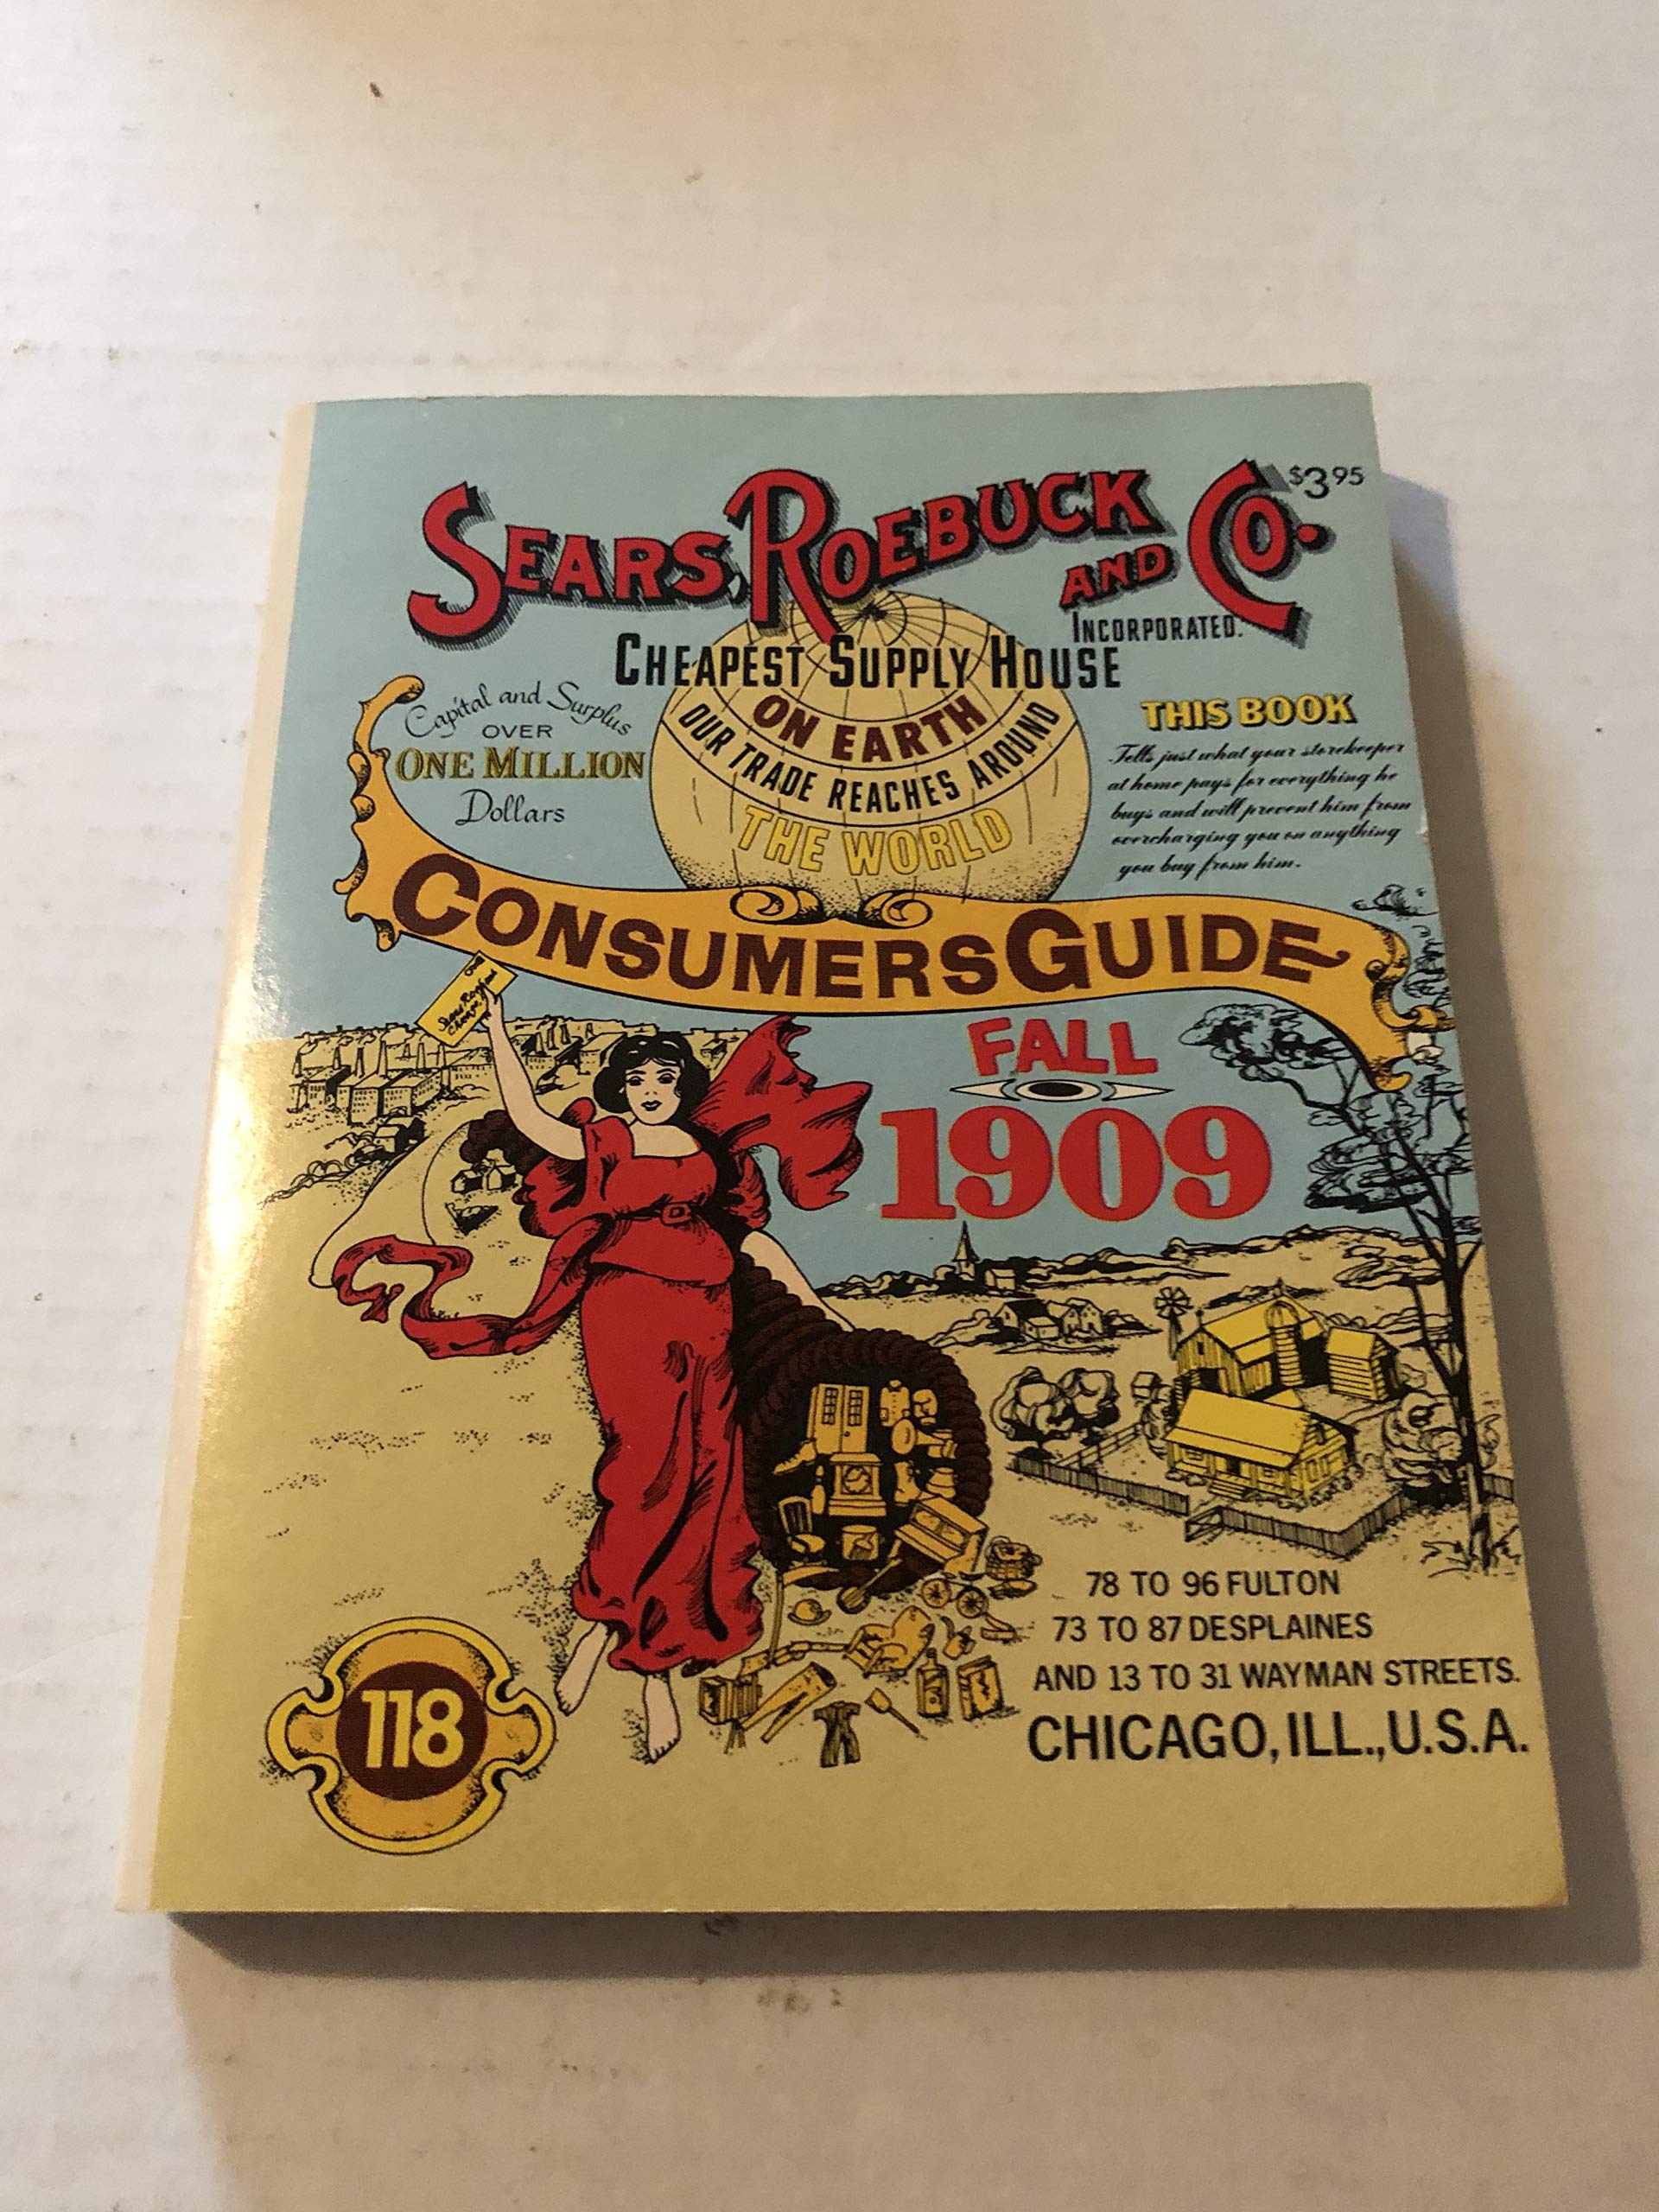 $3.95
SEARS, ROEBUCK AND CO.
INCORPORATED.
CHEAPEST SUPPLY HOUSE
ON EARTH
OUR TRADE REACHES AROUND
THE WORLD
Capital and Surplus
OVER
ONE MILLION
Dollars
THIS BOOK
Tells just what your storekeeper
at home pays for everything he
buys and will prevent him from
overcharging you on anything
you buy from him.
CONSUMERS GUIDE
FALL
1909
78 TO 96 FULTON
73 TO 87 DESPLAINES
AND 13 TO 31 WAYMAN STREETS.
CHICAGO, ILL., U.S.A.
118